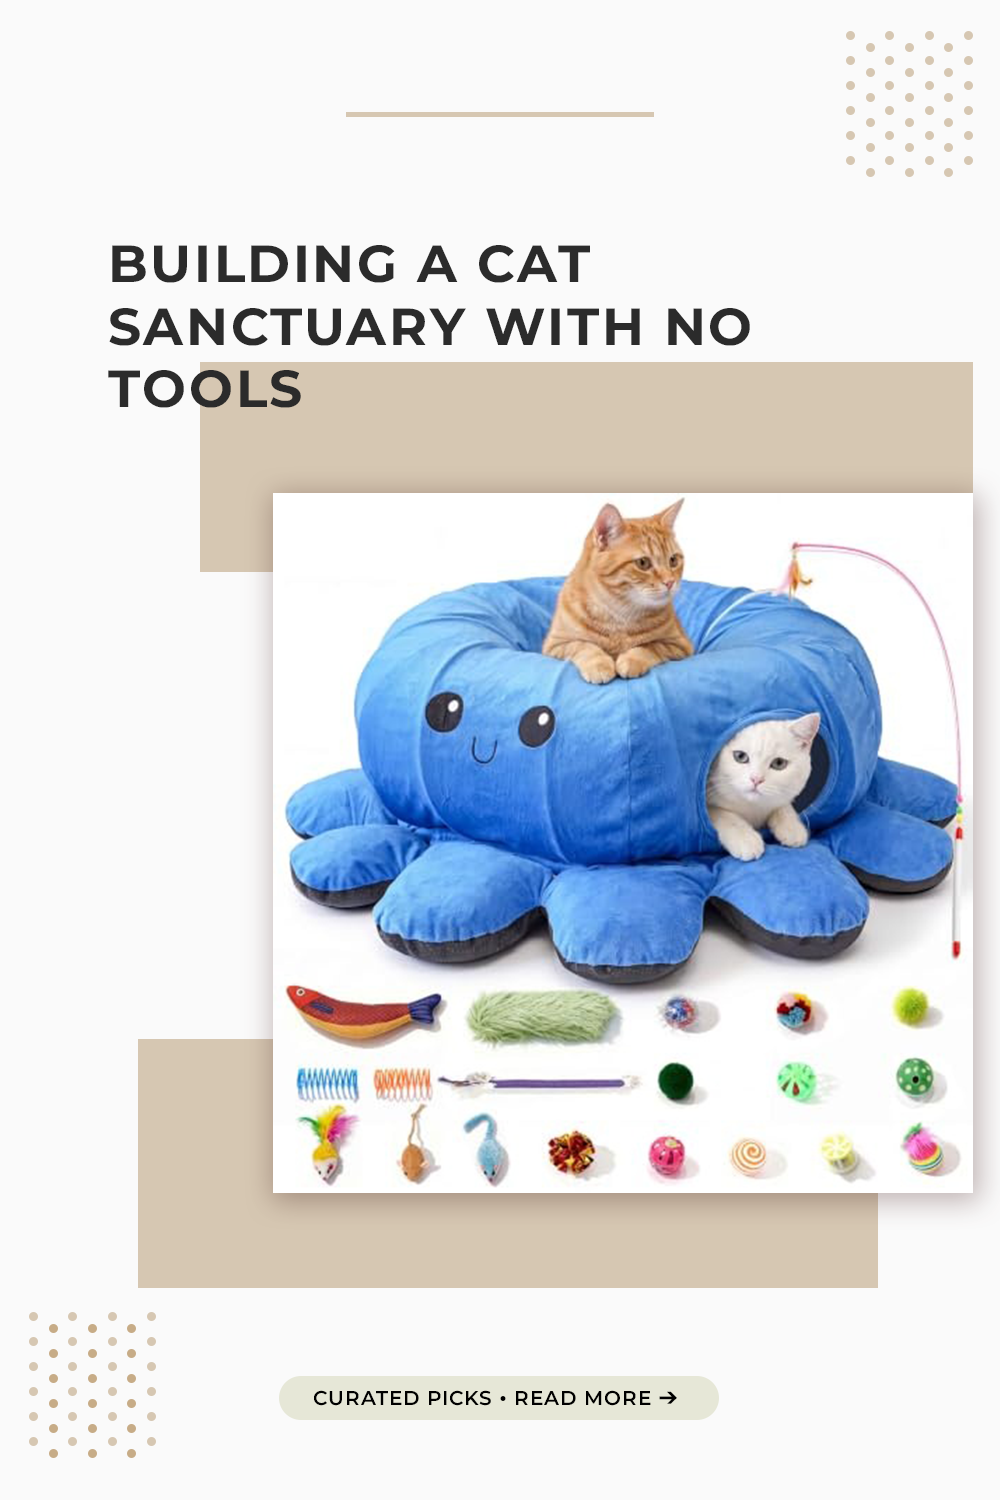 BUILDING A CAT
SANCTUARY WITH NO
TOOLS
CURATED PICKS • READ MORE ➔